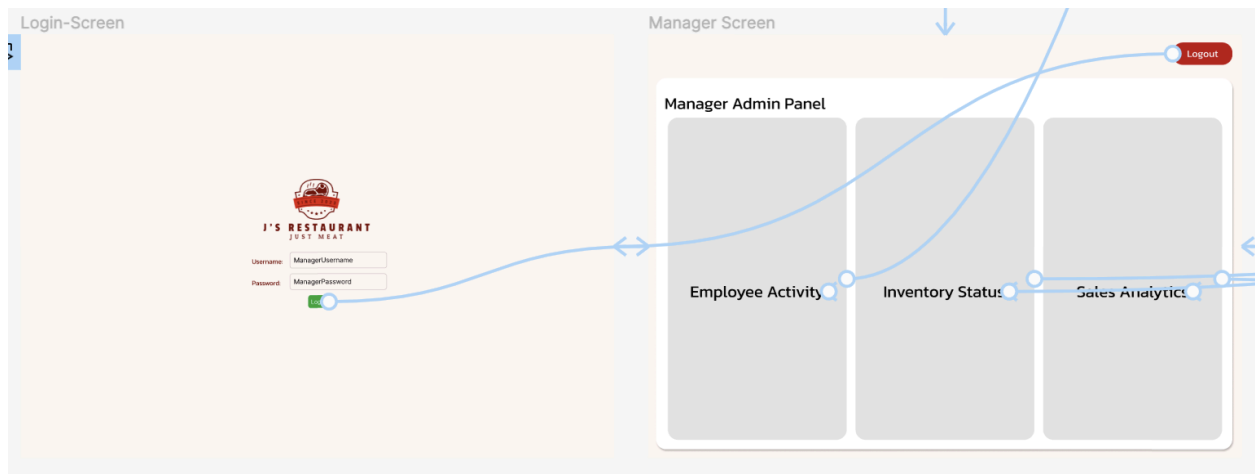 Login-Screen
J'S RESTAURANT
JUST MEAT
Username:
ManagerUsername
Password:
ManagerPassword
Manager Screen
Logout
Manager Admin Panel
Employee Activity
Inventory Status
Sales Analytics